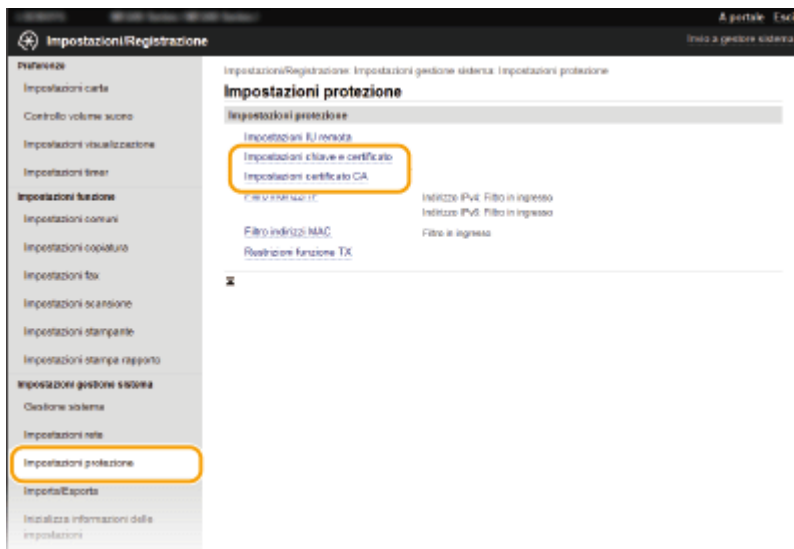 A portale Esci
Impostazioni/Registrazione
Invio a gestore sistema
Preferenze
Impostazioni carta
Controllo volume suono
Impostazioni visualizzazione
Impostazioni timer
Impostazioni funzione
Impostazioni comuni
Impostazioni copiatura
Impostazioni fax
Impostazioni scansione
Impostazioni stampante
Impostazioni stampa rapporto
Impostazioni gestione sistema
Gestione sistema
Impostazioni rete
Impostazioni protezione
Importa/Esporta
Inizializza informazioni delle
impostazioni
Impostazioni/Registrazione: Impostazioni gestione sistema: Impostazioni protezione
Impostazioni protezione
Impostazioni protezione
Impostazioni IU remota
Impostazioni chiave e certificato
Impostazioni certificato CA
Indirizzo IPv4: Filtro in ingresso
Indirizzo IPv6: Filtro in ingresso
Filtro indirizzi MAC Filtro in ingresso
Restrizioni funzione TX